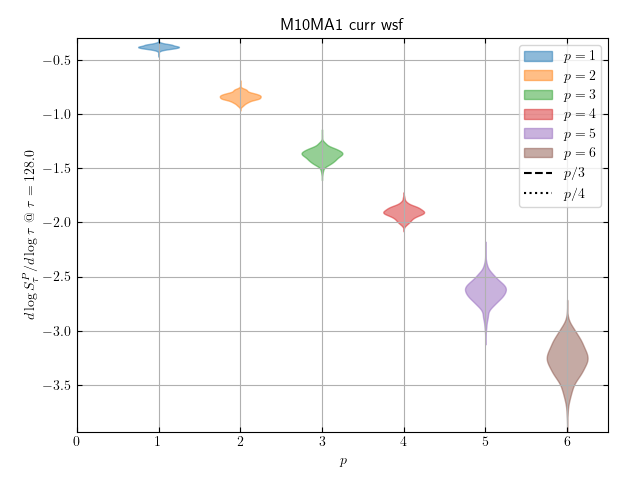 M10MA1 curr wsf
d log S_τ^P / d log τ @ τ = 128.0
−0.5
−1.0
−1.5
−2.0
−2.5
−3.0
−3.5
p = 1
p = 2
p = 3
p = 4
p = 5
p = 6
p/3
p/4
0 1 2 3 4 5 6
p